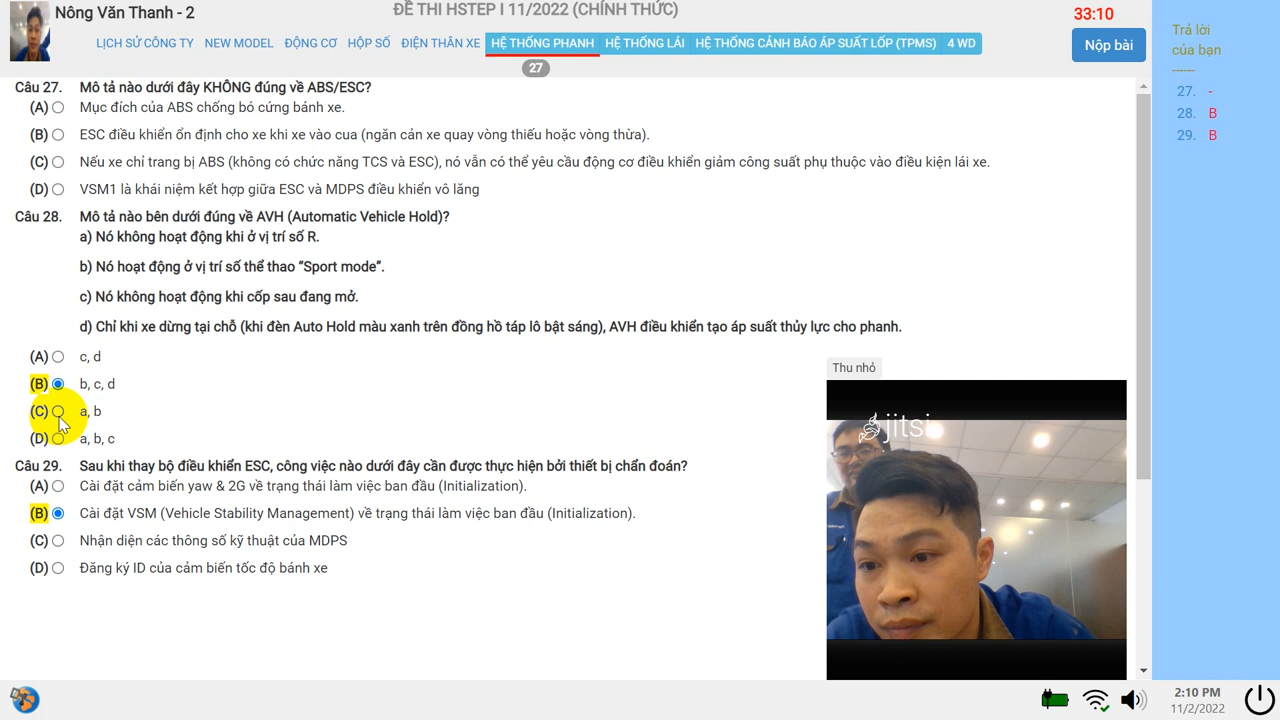 Nông Văn Thanh - 2
ĐỀ THI HSTEP I 11/2022 (CHÍNH THỨC)
33:10
LỊCH SỬ CÔNG TY NEW MODEL ĐỘNG CƠ HỘP SỐ ĐIỆN THÂN XE HỆ THỐNG PHANH HỆ THỐNG LÁI HỆ THỐNG CẢNH BÁO ÁP SUẤT LỐP (TPMS) 4 WD
Nộp bài
27
Trả lời
của bạn
------
27. -
28. B
29. B
Câu 27. Mô tả nào dưới đây KHÔNG đúng về ABS/ESC?
(A) Mục đích của ABS chống bó cứng bánh xe.
(B) ESC điều khiển ổn định cho xe khi xe vào cua (ngăn cản xe quay vòng thiếu hoặc vòng thừa).
(C) Nếu xe chỉ trang bị ABS (không có chức năng TCS và ESC), nó vẫn có thể yêu cầu động cơ điều khiển giảm công suất phụ thuộc vào điều kiện lái xe.
(D) VSM1 là khái niệm kết hợp giữa ESC và MDPS điều khiển vô lăng
Câu 28. Mô tả nào bên dưới đúng về AVH (Automatic Vehicle Hold)?
a) Nó không hoạt động khi ở vị trí số R.
b) Nó hoạt động ở vị trí số thể thao “Sport mode”.
c) Nó không hoạt động khi cốp sau đang mở.
d) Chỉ khi xe dừng tại chỗ (khi đèn Auto Hold màu xanh trên đồng hồ táp lô bật sáng), AVH điều khiển tạo áp suất thủy lực cho phanh.
(A) c, d
(B) b, c, d
(C) a, b
(D) a, b, c
Câu 29. Sau khi thay bộ điều khiển ESC, công việc nào dưới đây cần được thực hiện bởi thiết bị chẩn đoán?
(A) Cài đặt cảm biến yaw & 2G về trạng thái làm việc ban đầu (Initialization).
(B) Cài đặt VSM (Vehicle Stability Management) về trạng thái làm việc ban đầu (Initialization).
(C) Nhận diện các thông số kỹ thuật của MDPS
(D) Đăng ký ID của cảm biến tốc độ bánh xe
Thu nhỏ
jitsi
2:10 PM
11/2/2022